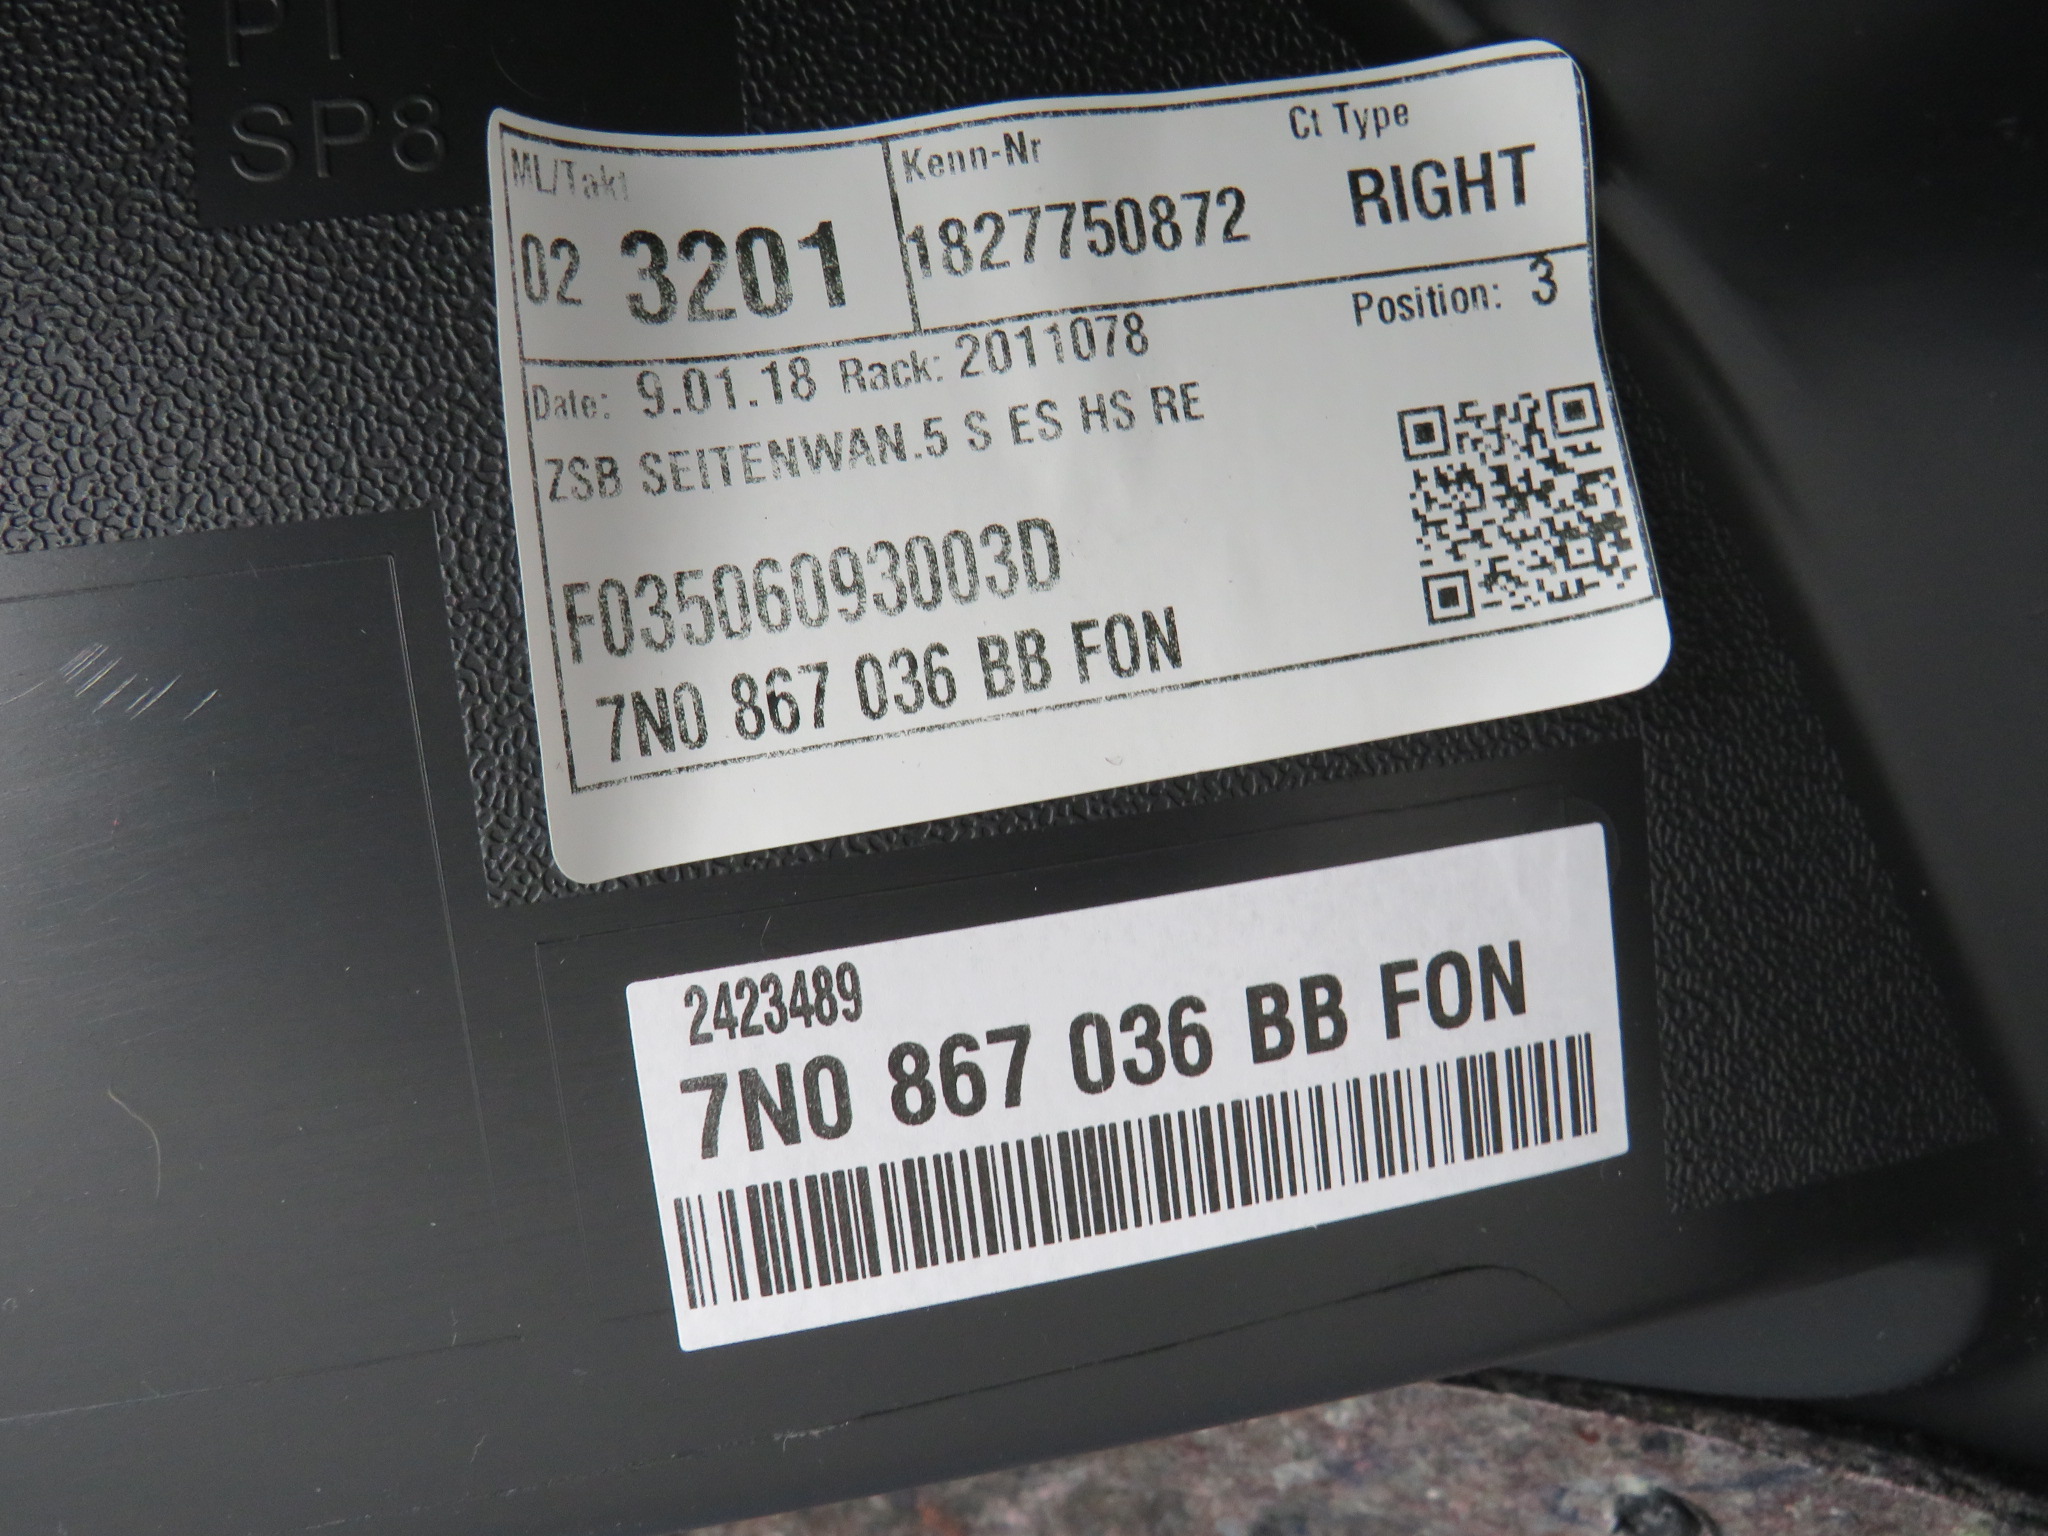 SP8
ML/Takt
02 3201
Kenn-Nr
1827750872
Ct Type
RIGHT
Date: 9.01.18 Rack: 2011078
Position: 3
ZSB SEITENWAN.5 S ES HS RE
F03506093003D
7N0 867 036 BB FON
2423489
7N0 867 036 BB FON